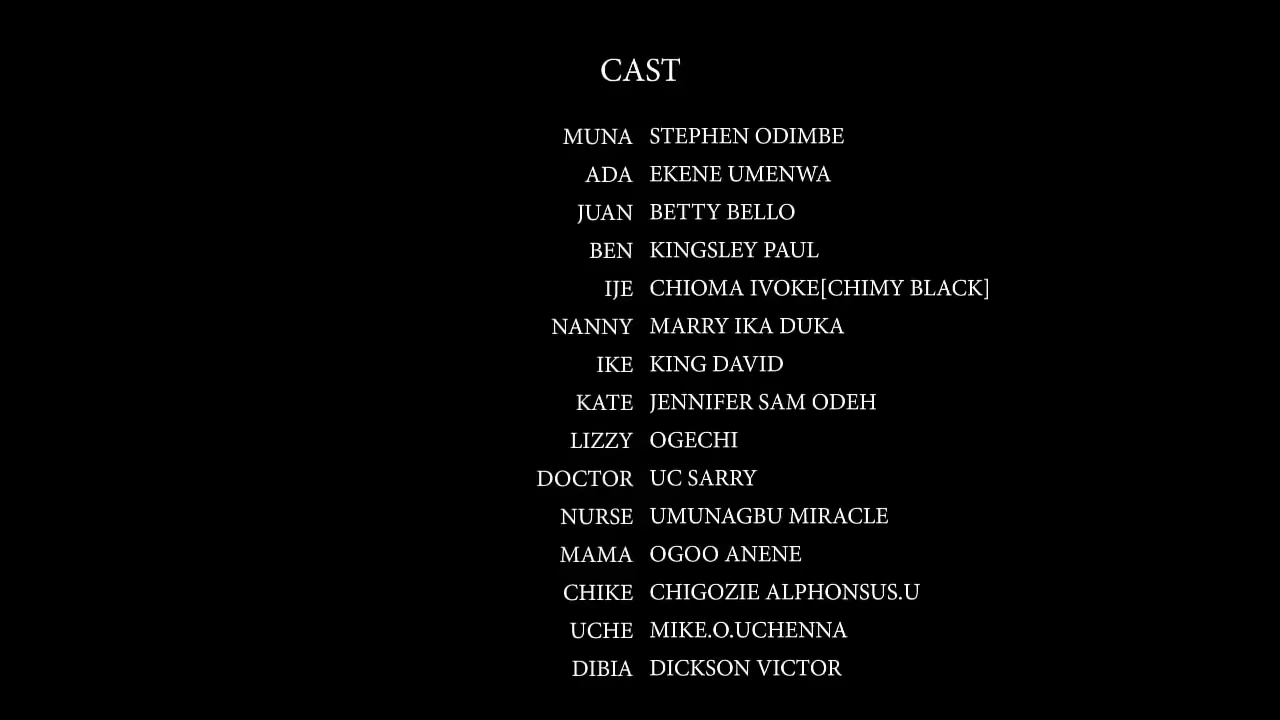 CAST
MUNA STEPHEN ODIMBE
ADA EKENE UMENWA
JUAN BETTY BELLO
BEN KINGSLEY PAUL
IJE CHIOMA IVOKE[CHIMY BLACK]
NANNY MARRY IKA DUKA
IKE KING DAVID
KATE JENNIFER SAM ODEH
LIZZY OGECHI
DOCTOR UC SARRY
NURSE UMUNAGBU MIRACLE
MAMA OGOO ANENE
CHIKE CHIGOZIE ALPHONSUS.U
UCHE MIKE.O.UCHENNA
DIBIA DICKSON VICTOR